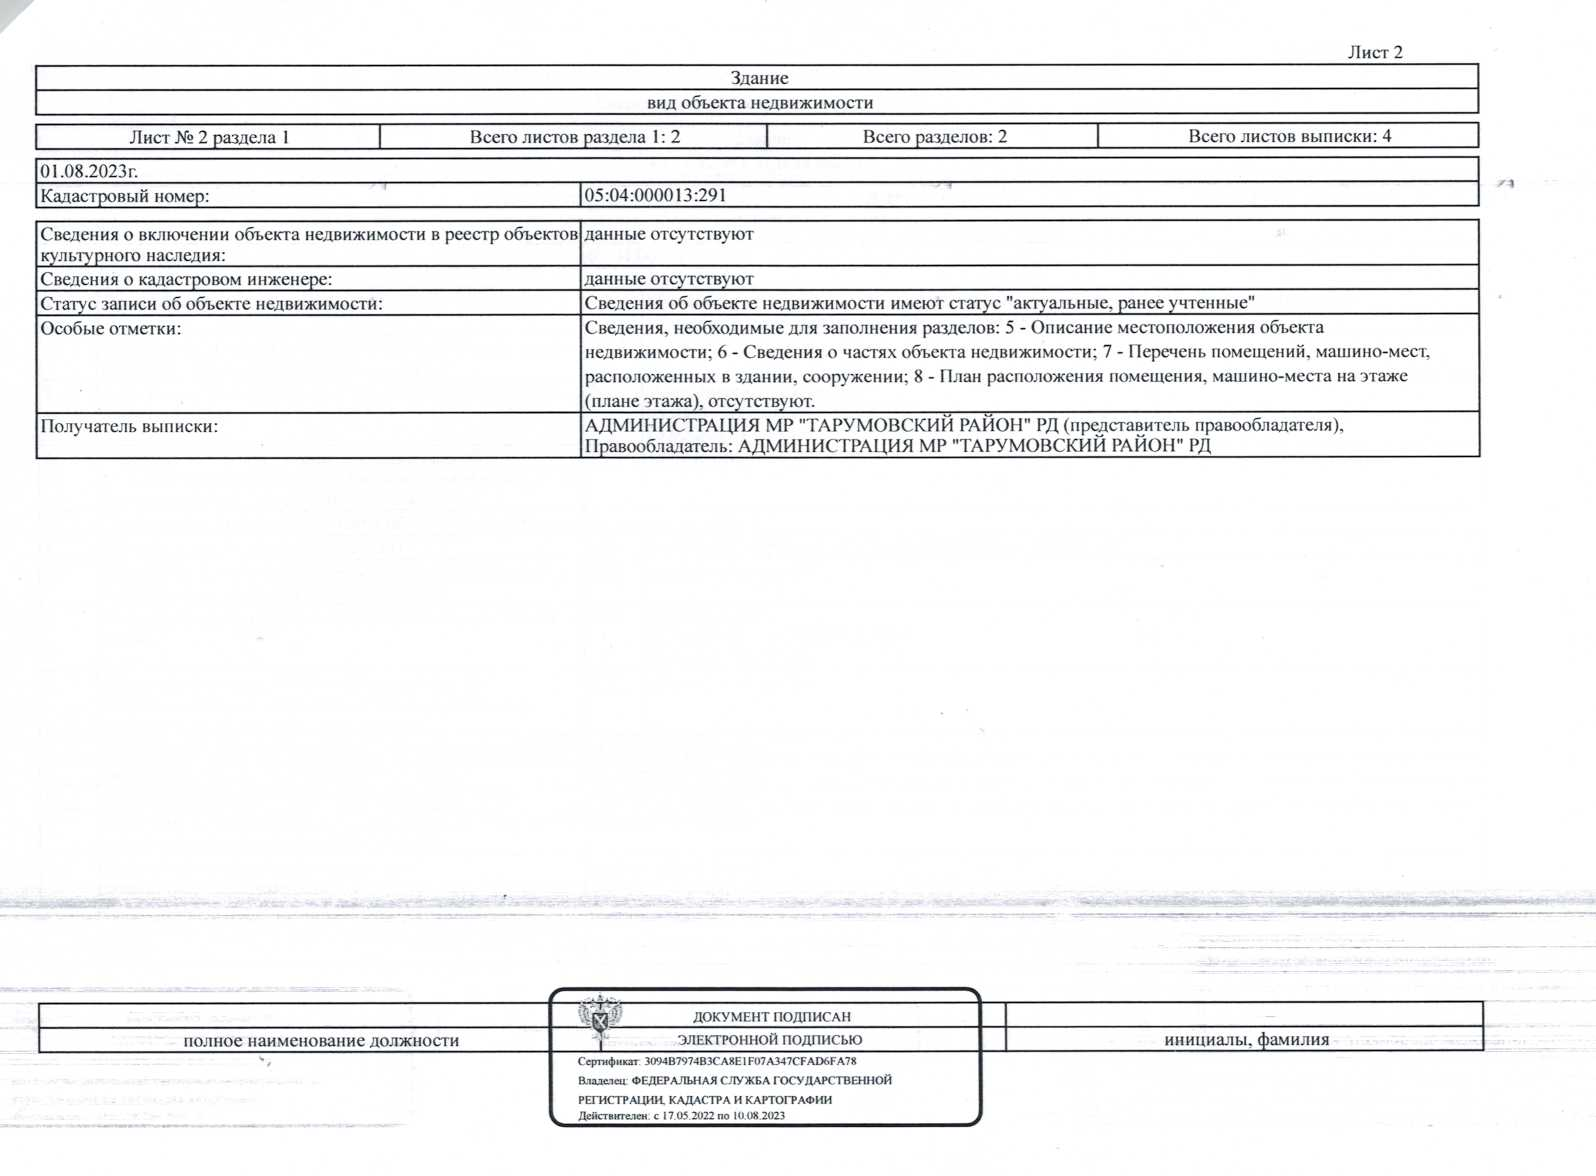 Лист 2
Здание
вид объекта недвижимости
Лист № 2 раздела 1 Всего листов раздела 1: 2 Всего разделов: 2 Всего листов выписки: 4
01.08.2023г.
Кадастровый номер: 05:04:000013:291
Сведения о включении объекта недвижимости в реестр объектов данные отсутствуют
культурного наследия:
Сведения о кадастровом инженере: данные отсутствуют
Статус записи об объекте недвижимости: Сведения об объекте недвижимости имеют статус "актуальные, ранее учтенные"
Особые отметки: Сведения, необходимые для заполнения разделов: 5 - Описание местоположения объекта
недвижимости; 6 - Сведения о частях объекта недвижимости; 7 - Перечень помещений, машино-мест,
расположенных в здании, сооружении; 8 - План расположения помещения, машино-места на этаже
(плане этажа), отсутствуют.
Получатель выписки: АДМИНИСТРАЦИЯ МР "ТАРУМОВСКИЙ РАЙОН" РД (представитель правообладателя),
Правообладатель: АДМИНИСТРАЦИЯ МР "ТАРУМОВСКИЙ РАЙОН" РД
ДОКУМЕНТ ПОДПИСАН
полное наименование должности ЭЛЕКТРОННОЙ ПОДПИСЬЮ инициалы, фамилия
Сертификат: 3094B7974B3CA8E1F07A347CFAD6FA78
Владелец: ФЕДЕРАЛЬНАЯ СЛУЖБА ГОСУДАРСТВЕННОЙ
РЕГИСТРАЦИИ, КАДАСТРА И КАРТОГРАФИИ
Действителен: с 17.05.2022 по 10.08.2023